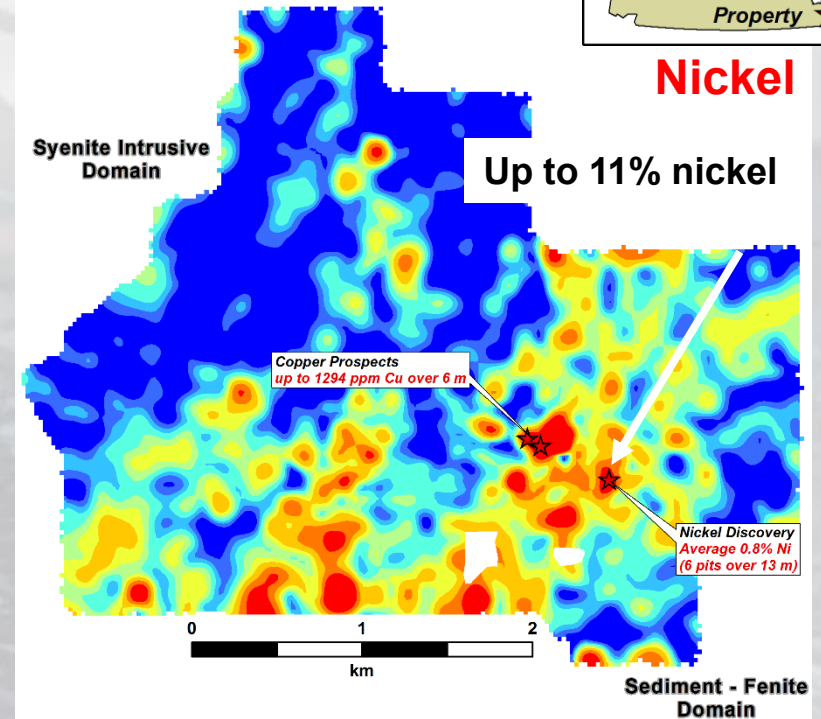 Property
Nickel
Syenite Intrusive
Domain
Up to 11% nickel
Copper Prospects
up to 1294 ppm Cu over 6 m
Nickel Discovery
Average 0.8% Ni
(6 pits over 13 m)
0 1 2
km
Sediment - Fenite
Domain